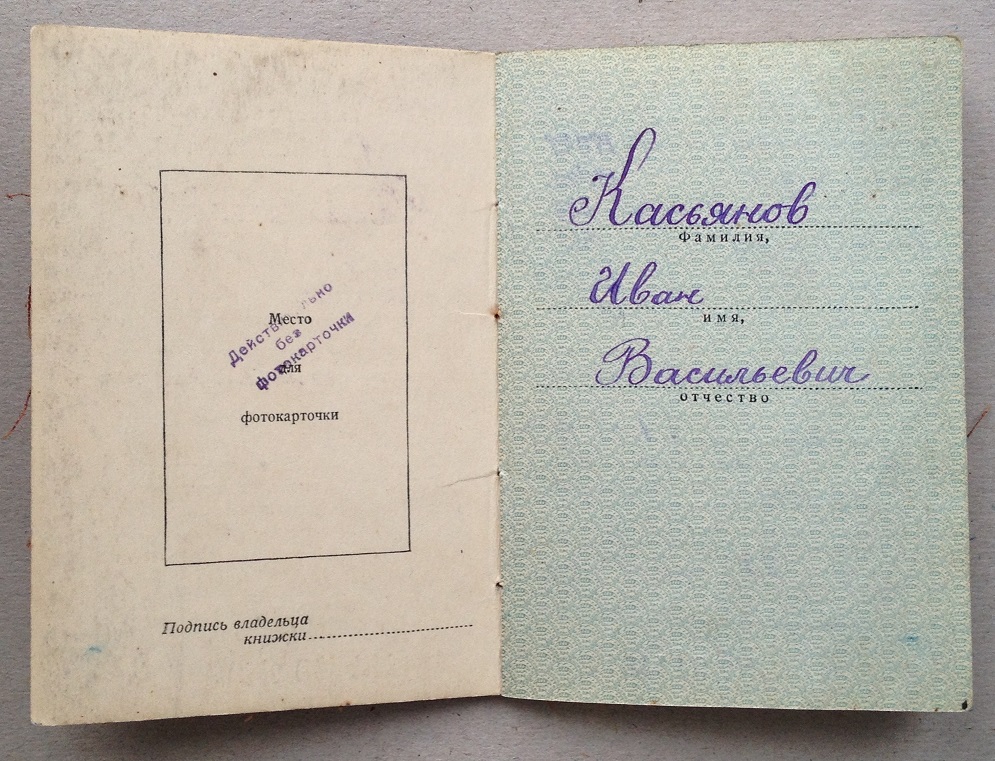 Место
для
фотокарточки
Действительно
без
фотокарточки
Подпись владельца
книжки
Касьянов
Фамилия,
Иван
имя,
Васильевич
отчество